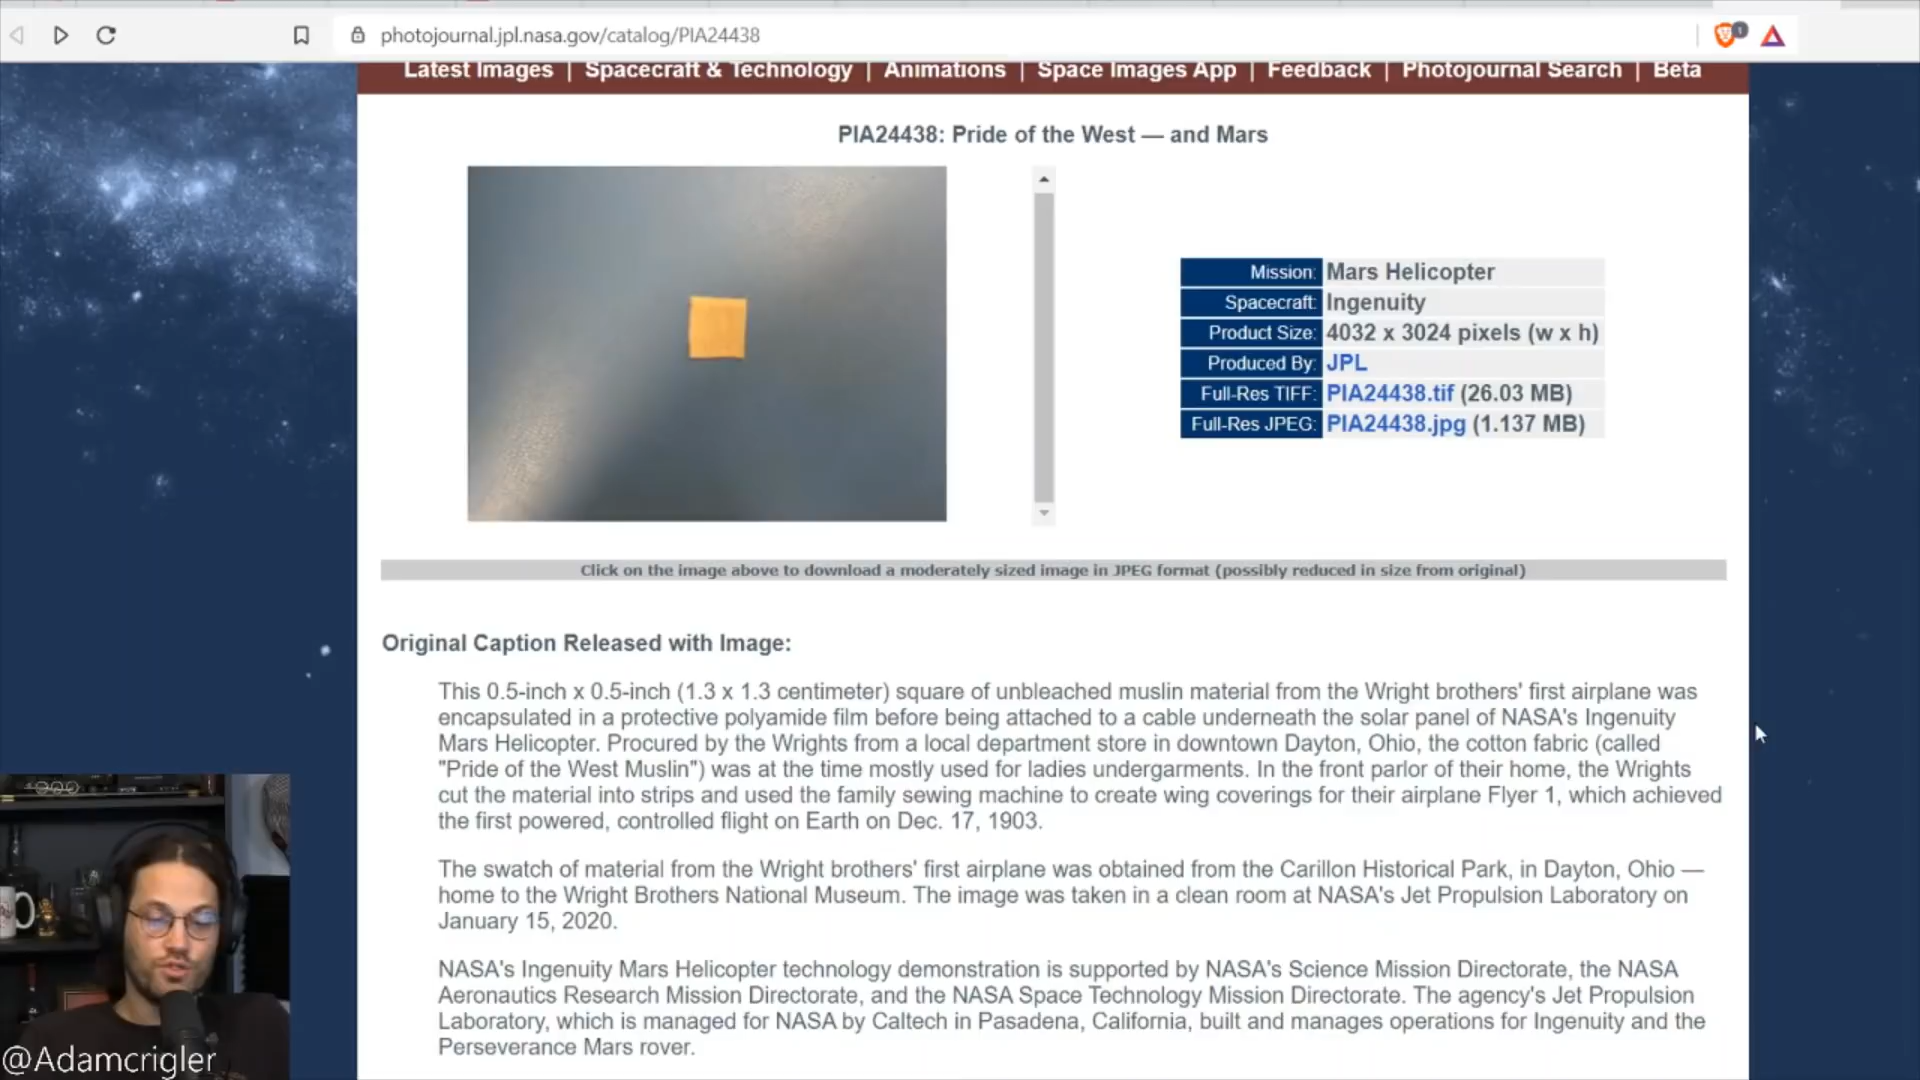 photojournal.jpl.nasa.gov/catalog/PIA24438
1
Latest Images | Spacecraft & Technology | Animations | Space Images App | Feedback | Photojournal Search | Beta
PIA24438: Pride of the West — and Mars
Mission: Mars Helicopter
Spacecraft: Ingenuity
Product Size: 4032 x 3024 pixels (w x h)
Produced By: JPL
Full-Res TIFF: PIA24438.tif (26.03 MB)
Full-Res JPEG: PIA24438.jpg (1.137 MB)
Click on the image above to download a moderately sized image in JPEG format (possibly reduced in size from original)
Original Caption Released with Image:
This 0.5-inch x 0.5-inch (1.3 x 1.3 centimeter) square of unbleached muslin material from the Wright brothers' first airplane was
encapsulated in a protective polyamide film before being attached to a cable underneath the solar panel of NASA's Ingenuity
Mars Helicopter. Procured by the Wrights from a local department store in downtown Dayton, Ohio, the cotton fabric (called
"Pride of the West Muslin") was at the time mostly used for ladies undergarments. In the front parlor of their home, the Wrights
cut the material into strips and used the family sewing machine to create wing coverings for their airplane Flyer 1, which achieved
the first powered, controlled flight on Earth on Dec. 17, 1903.
The swatch of material from the Wright brothers' first airplane was obtained from the Carillon Historical Park, in Dayton, Ohio —
home to the Wright Brothers National Museum. The image was taken in a clean room at NASA's Jet Propulsion Laboratory on
January 15, 2020.
NASA's Ingenuity Mars Helicopter technology demonstration is supported by NASA's Science Mission Directorate, the NASA
Aeronautics Research Mission Directorate, and the NASA Space Technology Mission Directorate. The agency's Jet Propulsion
Laboratory, which is managed for NASA by Caltech in Pasadena, California, built and manages operations for Ingenuity and the
Perseverance Mars rover.
@Adamcrigler